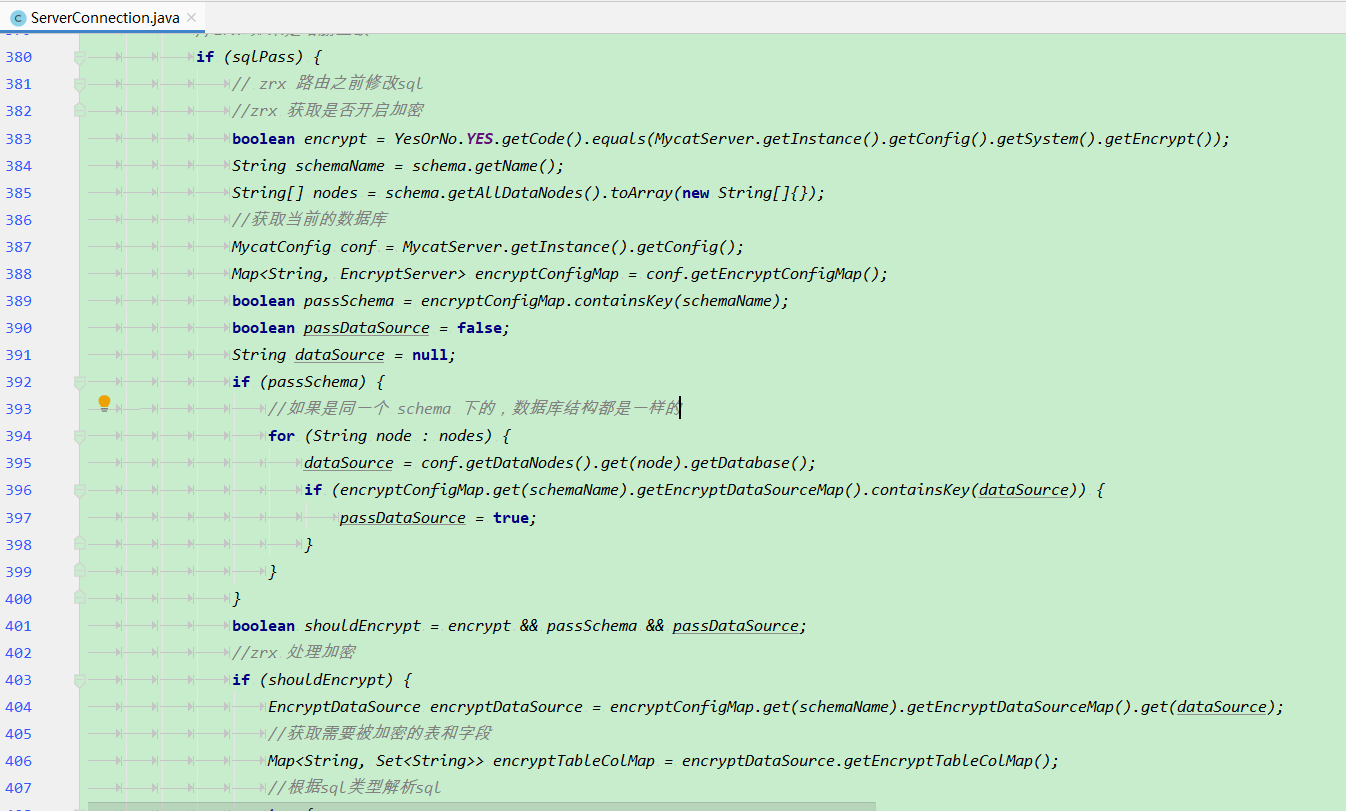 ServerConnection.java
380 if (sqlPass) {
381 // zrx 路由之前修改sql
382 //zrx 获取是否开启加密
383 boolean encrypt = YesOrNo.YES.getCode().equals(MycatServer.getInstance().getConfig().getSystem().getEncrypt());
384 String schemaName = schema.getName();
385 String[] nodes = schema.getAllDataNodes().toArray(new String[]{});
386 //获取当前的数据库
387 MycatConfig conf = MycatServer.getInstance().getConfig();
388 Map<String, EncryptServer> encryptConfigMap = conf.getEncryptConfigMap();
389 boolean passSchema = encryptConfigMap.containsKey(schemaName);
390 boolean passDataSource = false;
391 String dataSource = null;
392 if (passSchema) {
393 //如果是同一个 schema 下的，数据库结构都是一样的
394 for (String node : nodes) {
395 dataSource = conf.getDataNodes().get(node).getDatabase();
396 if (encryptConfigMap.get(schemaName).getEncryptDataSourceMap().containsKey(dataSource)) {
397 passDataSource = true;
398 }
399 }
400 }
401 boolean shouldEncrypt = encrypt && passSchema && passDataSource;
402 //zrx 处理加密
403 if (shouldEncrypt) {
404 EncryptDataSource encryptDataSource = encryptConfigMap.get(schemaName).getEncryptDataSourceMap().get(dataSource);
405 //获取需要被加密的表和字段
406 Map<String, Set<String>> encryptTableColMap = encryptDataSource.getEncryptTableColMap();
407 //根据sql类型解析sql